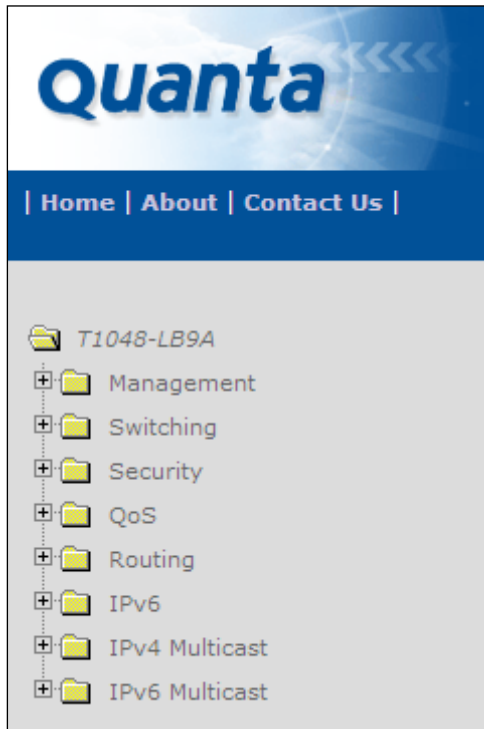 Quanta
| Home | About | Contact Us |
T1048-LB9A
Management
Switching
Security
QoS
Routing
IPv6
IPv4 Multicast
IPv6 Multicast